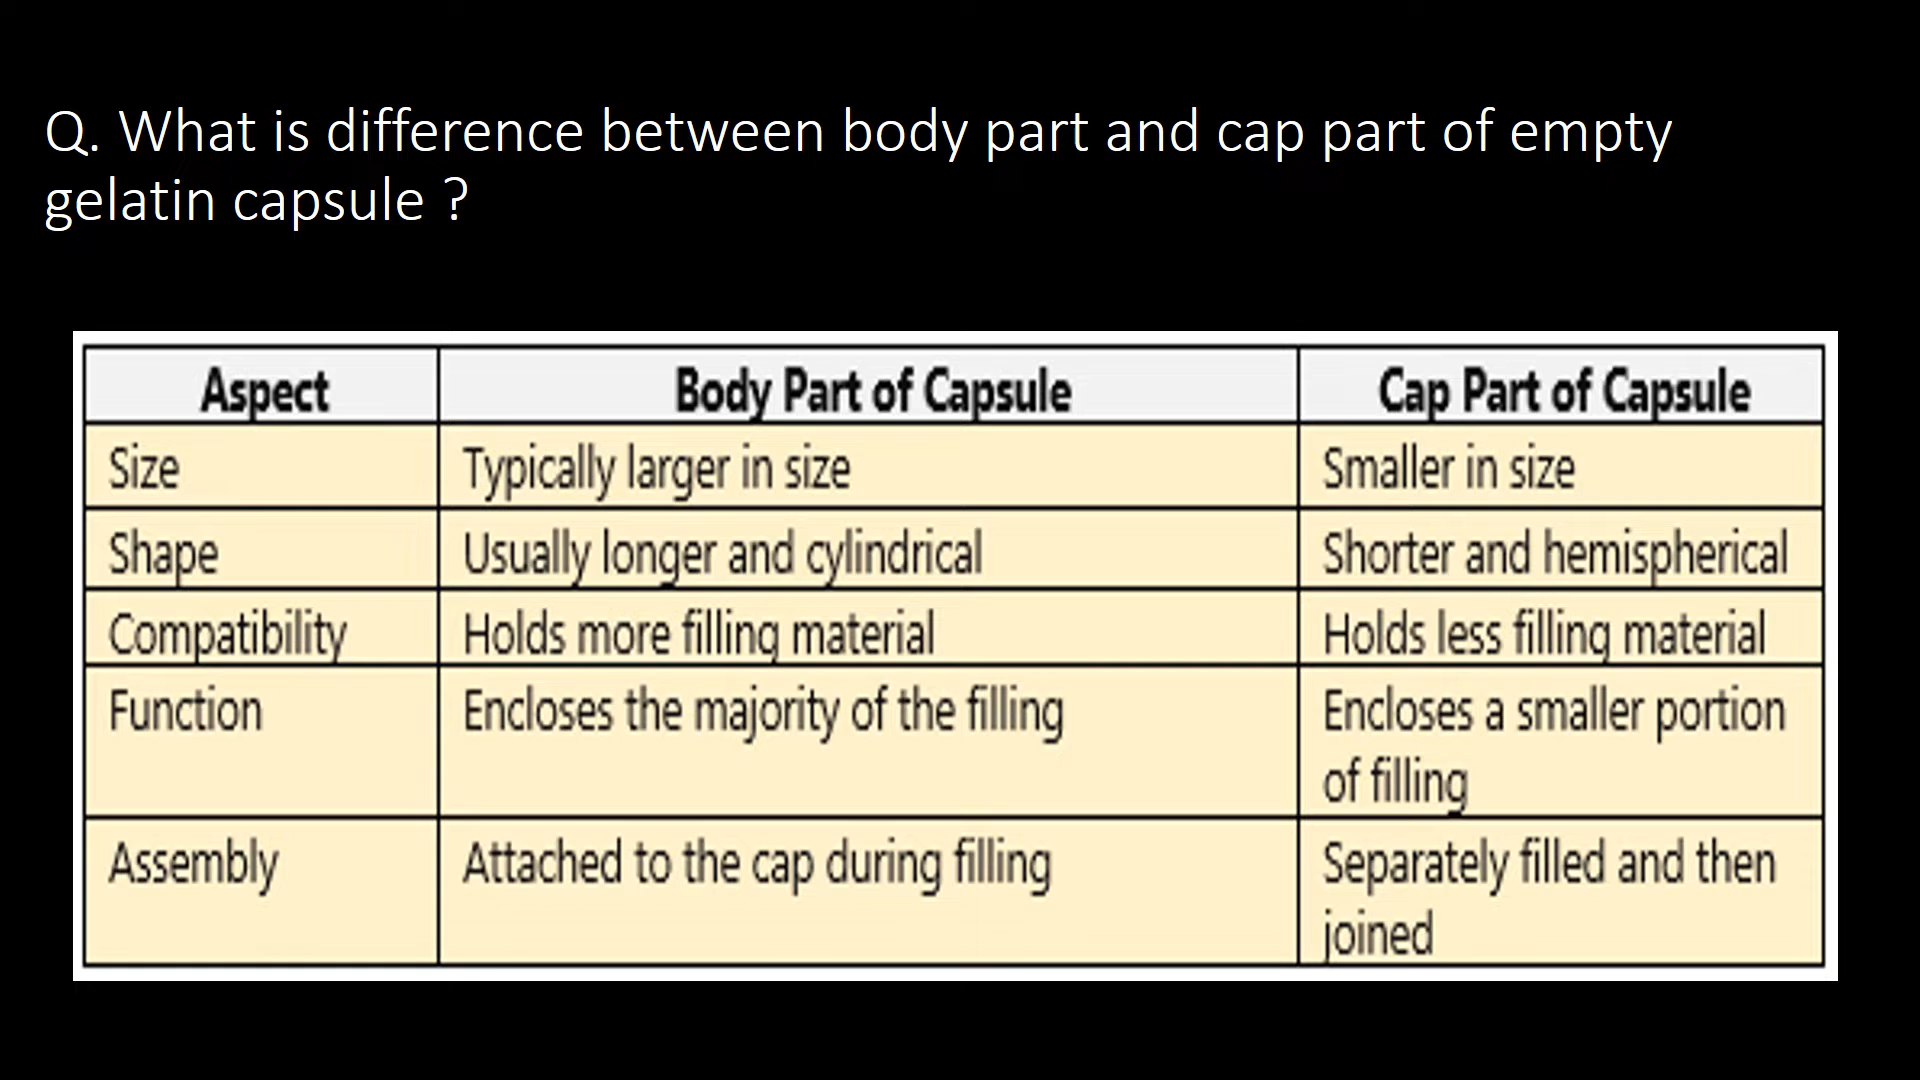 Q. What is difference between body part and cap part of empty
gelatin capsule ?
Aspect Body Part of Capsule Cap Part of Capsule
Size Typically larger in size Smaller in size
Shape Usually longer and cylindrical Shorter and hemispherical
Compatibility Holds more filling material Holds less filling material
Function Encloses the majority of the filling Encloses a smaller portion
of filling
Assembly Attached to the cap during filling Separately filled and then
joined